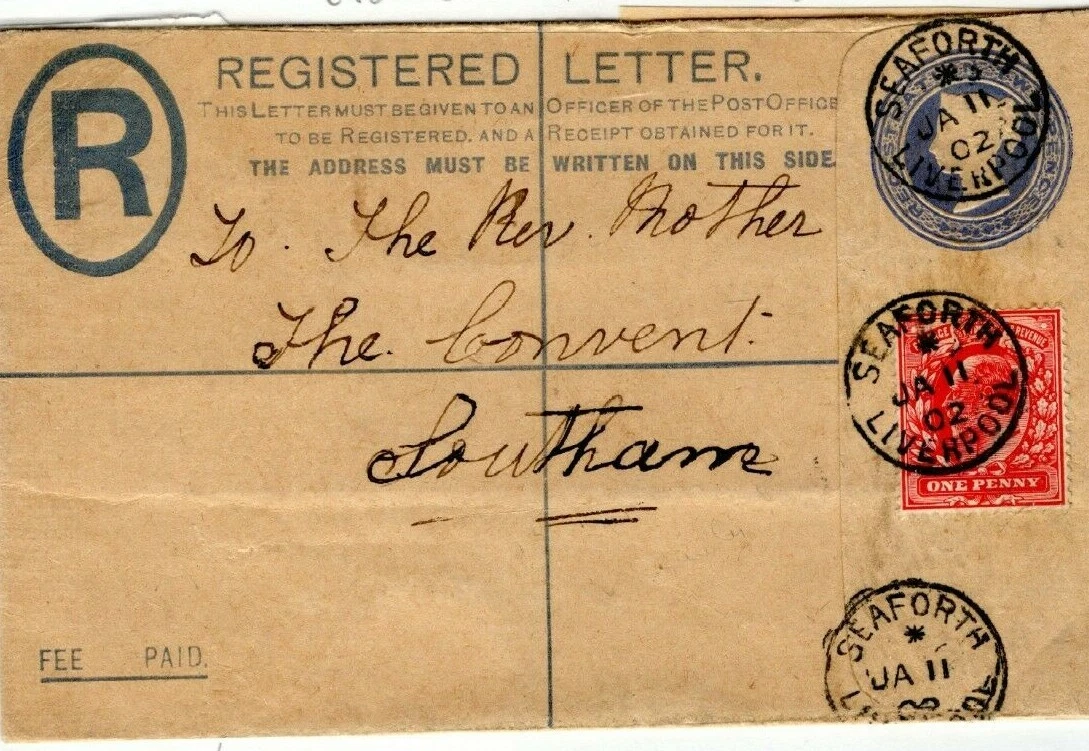 R
REGISTERED LETTER.
THIS LETTER MUST BE GIVEN TO AN OFFICER OF THE POST OFFICE
TO BE REGISTERED, AND A RECEIPT OBTAINED FOR IT.
THE ADDRESS MUST BE WRITTEN ON THIS SIDE.
To. The Rev. Mother
The Convent.
Southam
FEE PAID.
SEAFORTH
JA 11
02
LIVERPOOL
SEAFORTH
JA 11
02
LIVERPOOL
REVENUE
ONE PENNY
SEAFORTH
JA 11